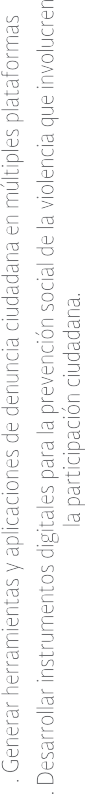 . Generar herramientas y aplicaciones de denuncia ciudadana en múltiples plataformas
. Desarrollar instrumentos digitales para la prevención social de la violencia que involucren
la participación ciudadana.